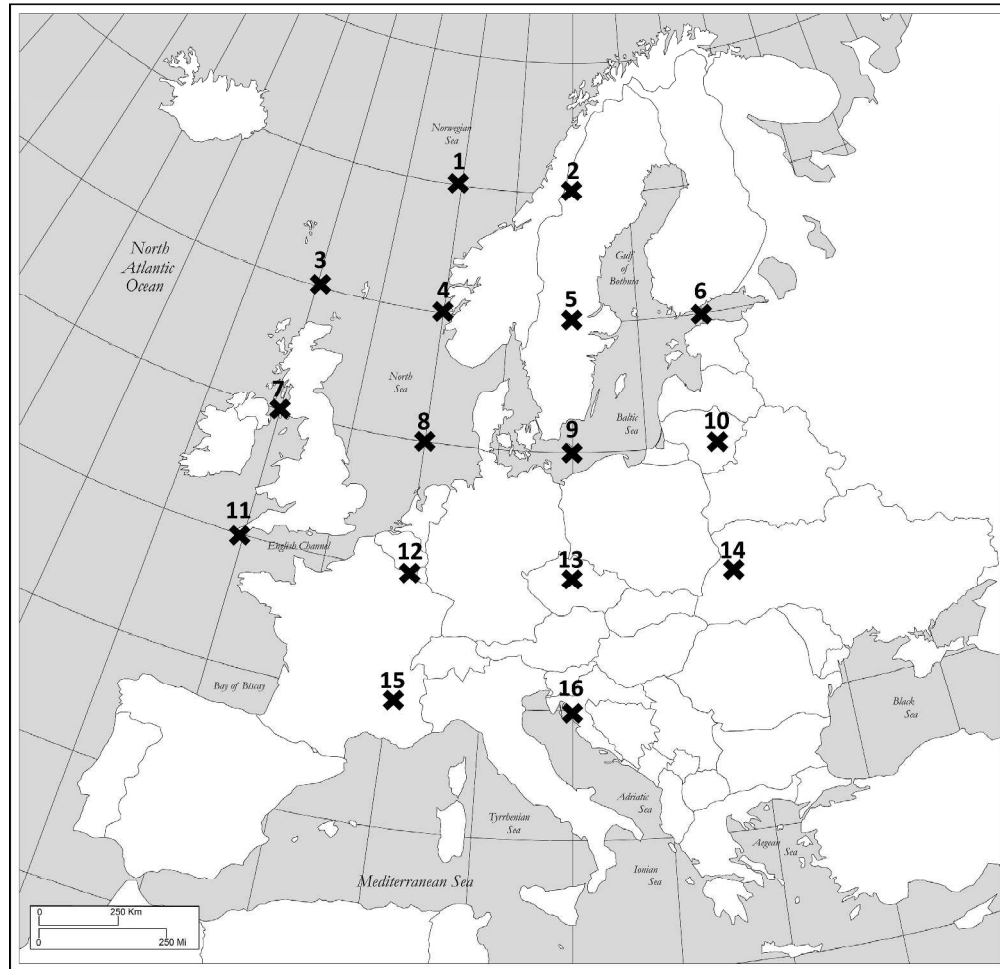 Norwegian
Sea
1
2
North
Atlantic
Ocean
3
4
Gulf
of
Bothnia
5
6
7
North
Sea
8
Baltic
Sea
9
10
11
English Channel
12
13
14
Bay of Biscay
15
16
Black
Sea
Adriatic
Sea
Tyrrhenian
Sea
Aegean
Sea
Ionian
Sea
Mediterranean Sea
0 250 Km
0 250 Mi